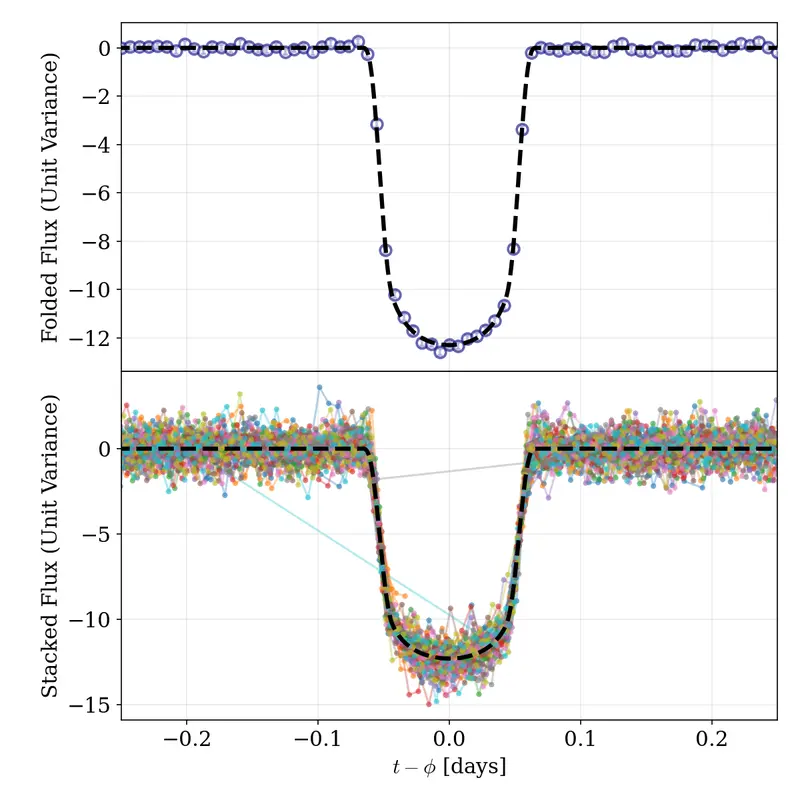 Folded Flux (Unit Variance)
0
−2
−4
−6
−8
−10
−12
Stacked Flux (Unit Variance)
0
−5
−10
−15
−0.2 −0.1 0.0 0.1 0.2
t − ϕ [days]